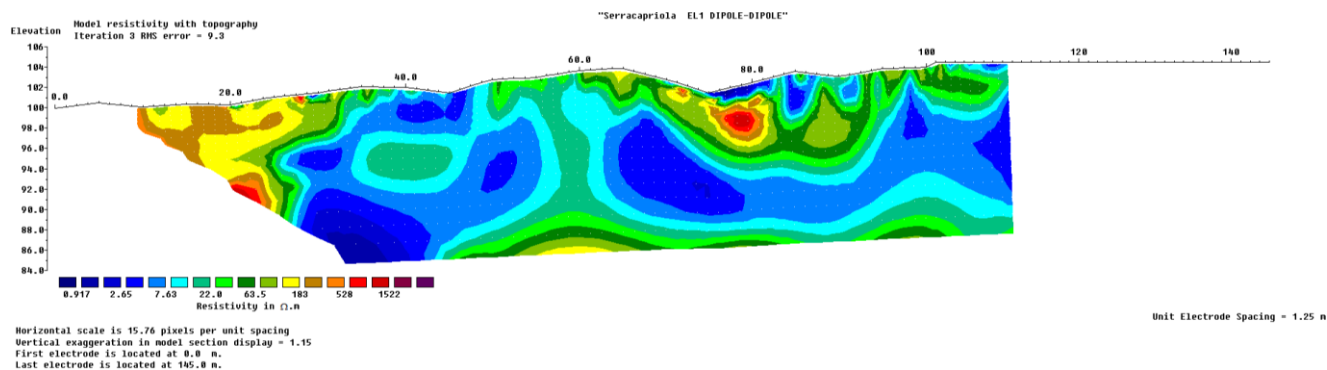 "Serracapriola EL1 DIPOLE-DIPOLE"
Model resistivity with topography
Elevation
Iteration 3 RMS error = 9.3
106
104
100
98.0
96.0
94.0
92.0
90.0
88.0
86.0
84.0
0.0
20.0
40.0
60.0
80.0
100
120
140
0.917 2.65 7.63 22.0 63.5 183 528 1522
Resistivity in Ω.m
Unit Electrode Spacing = 1.25 m
Horizontal scale is 15.76 pixels per unit spacing
Vertical exaggeration in model section display = 1.15
First electrode is located at 0.0 m.
Last electrode is located at 145.0 m.